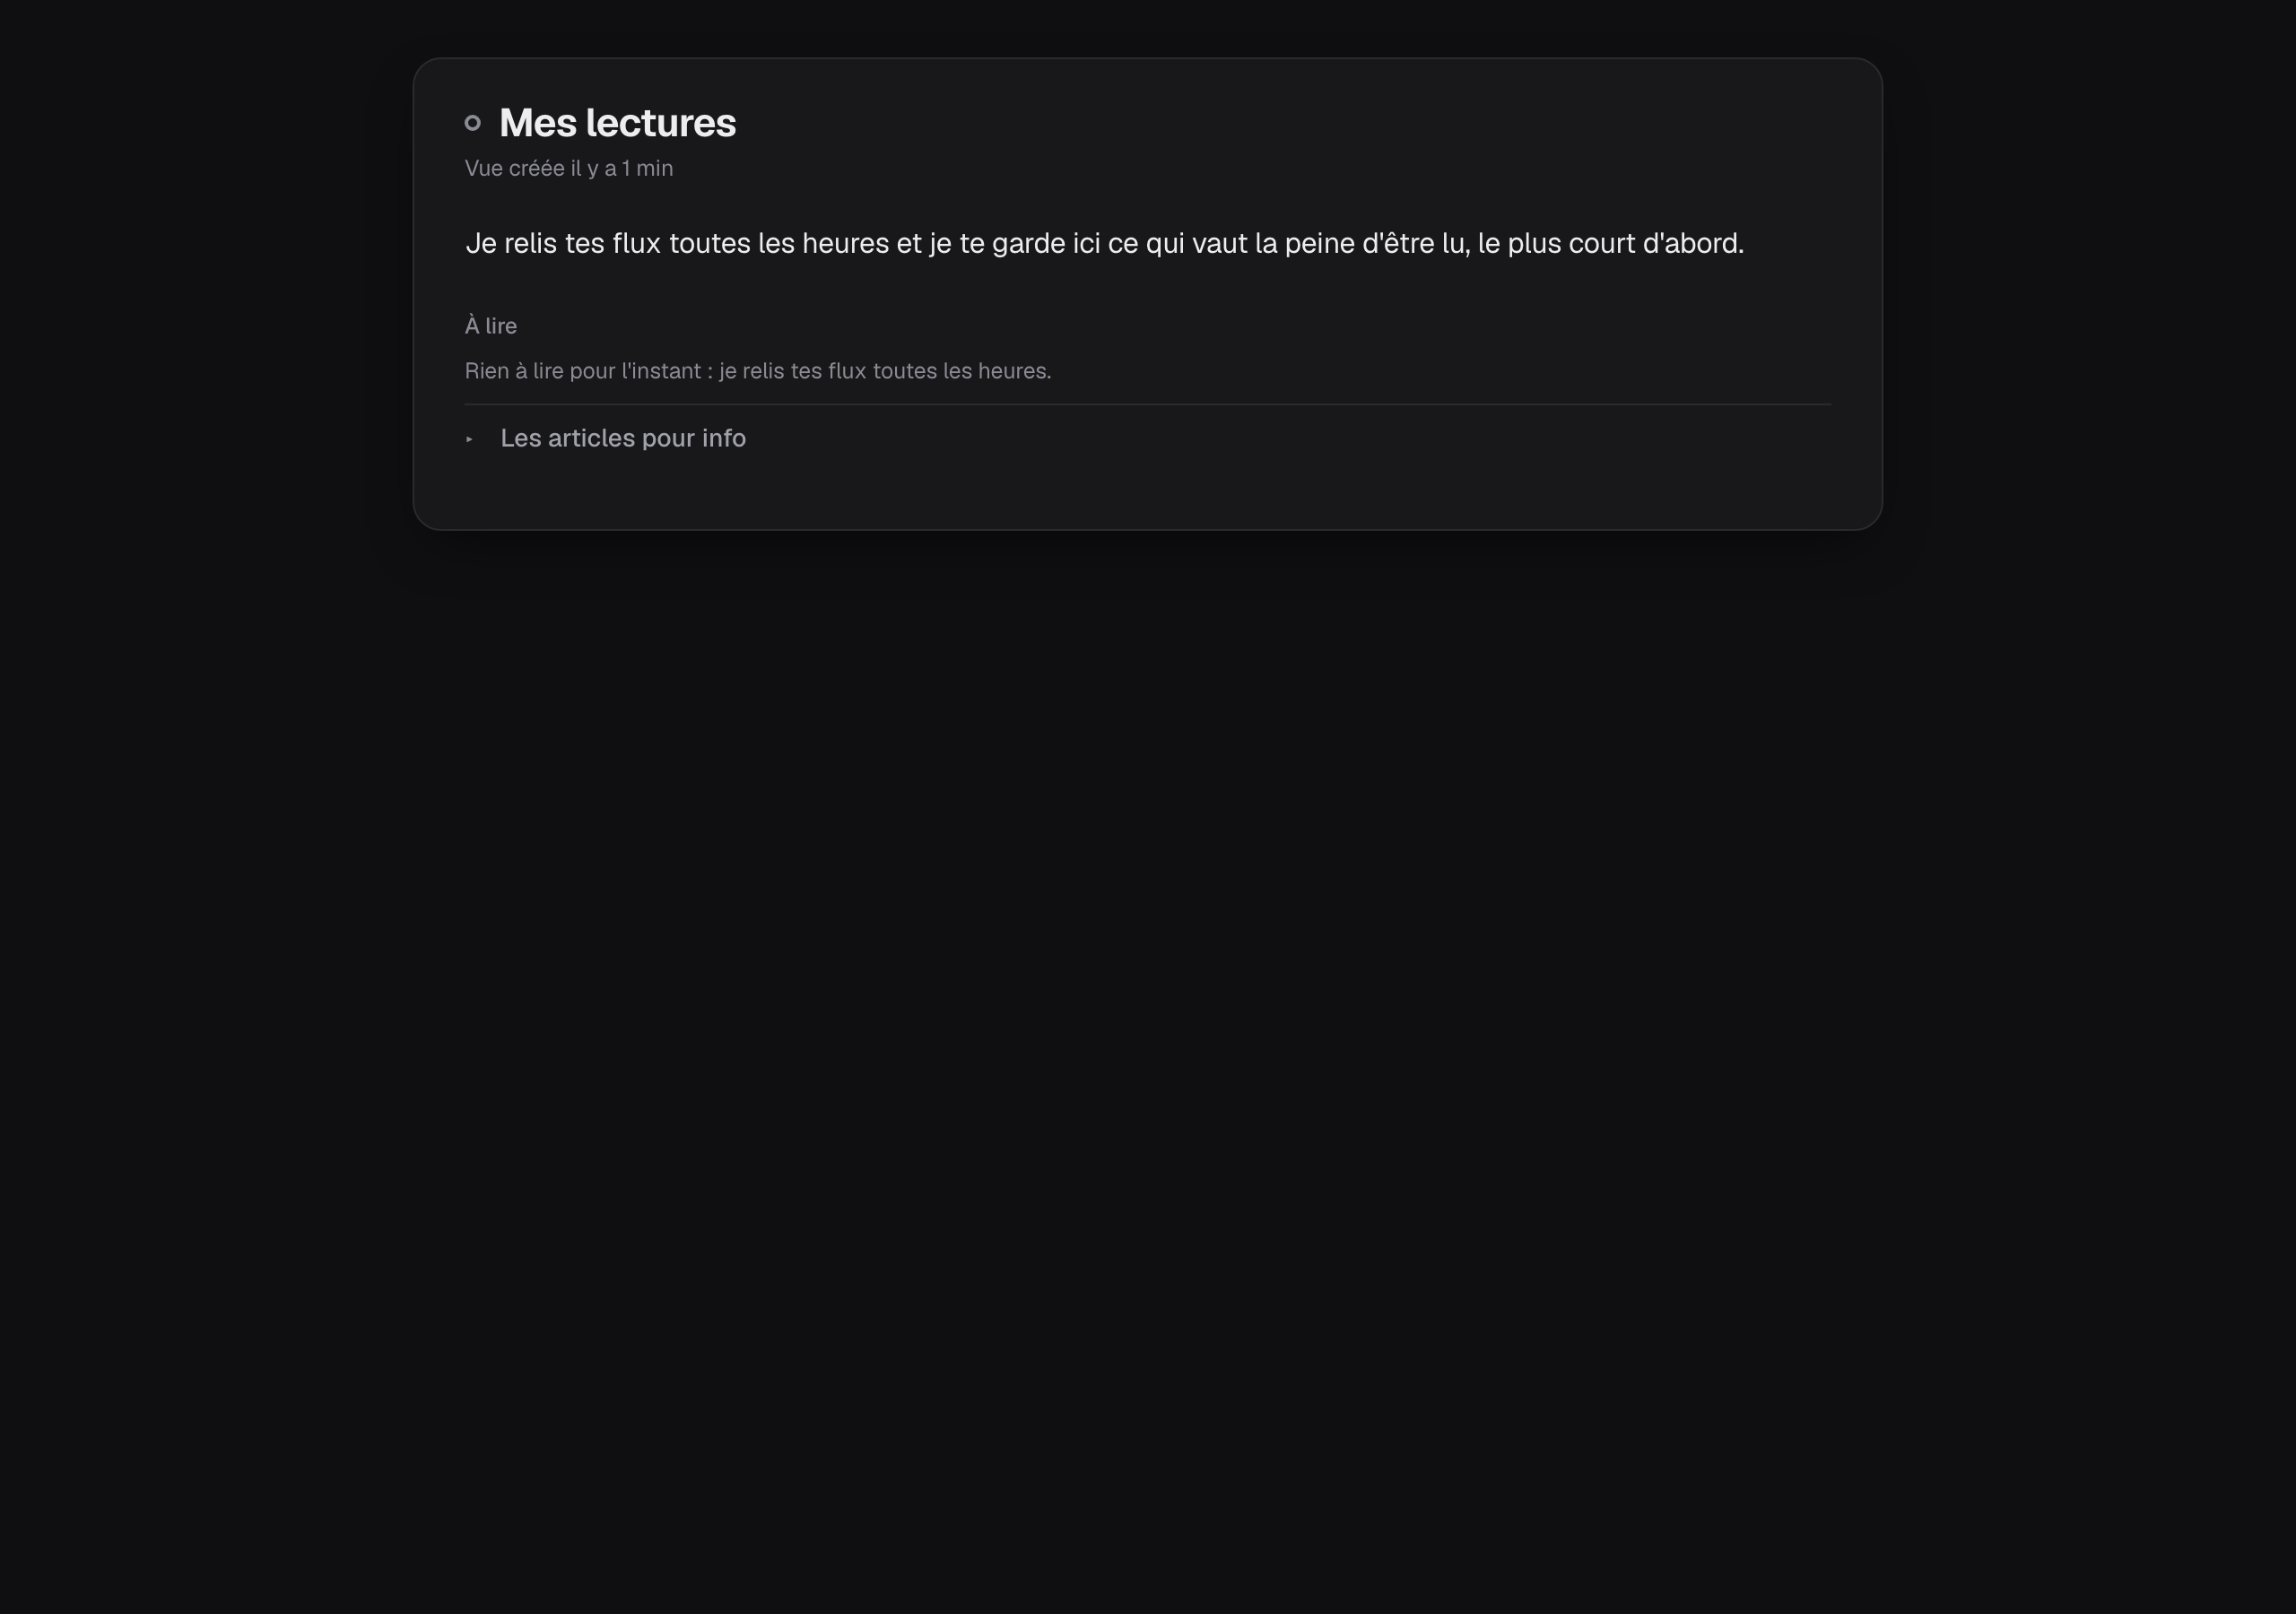 Mes lectures
Vue créée il y a 1 min
Je relis tes flux toutes les heures et je te garde ici ce qui vaut la peine d'être lu, le plus court d'abord.
À lire
Rien à lire pour l'instant : je relis tes flux toutes les heures.
Les articles pour info